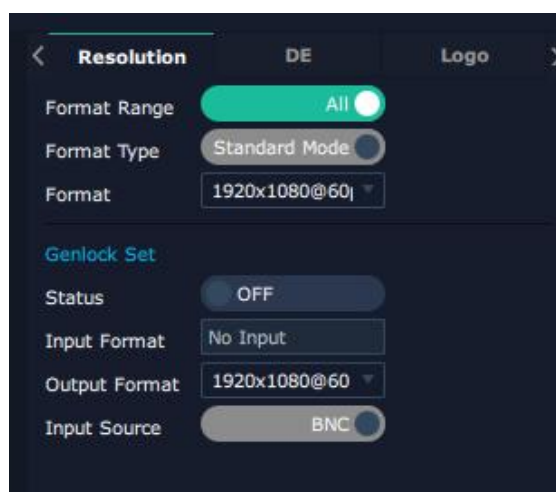 Resolution DE Logo
Format Range All
Format Type Standard Mode
Format 1920x1080@60p
Genlock Set
Status OFF
Input Format No Input
Output Format 1920x1080@60
Input Source BNC